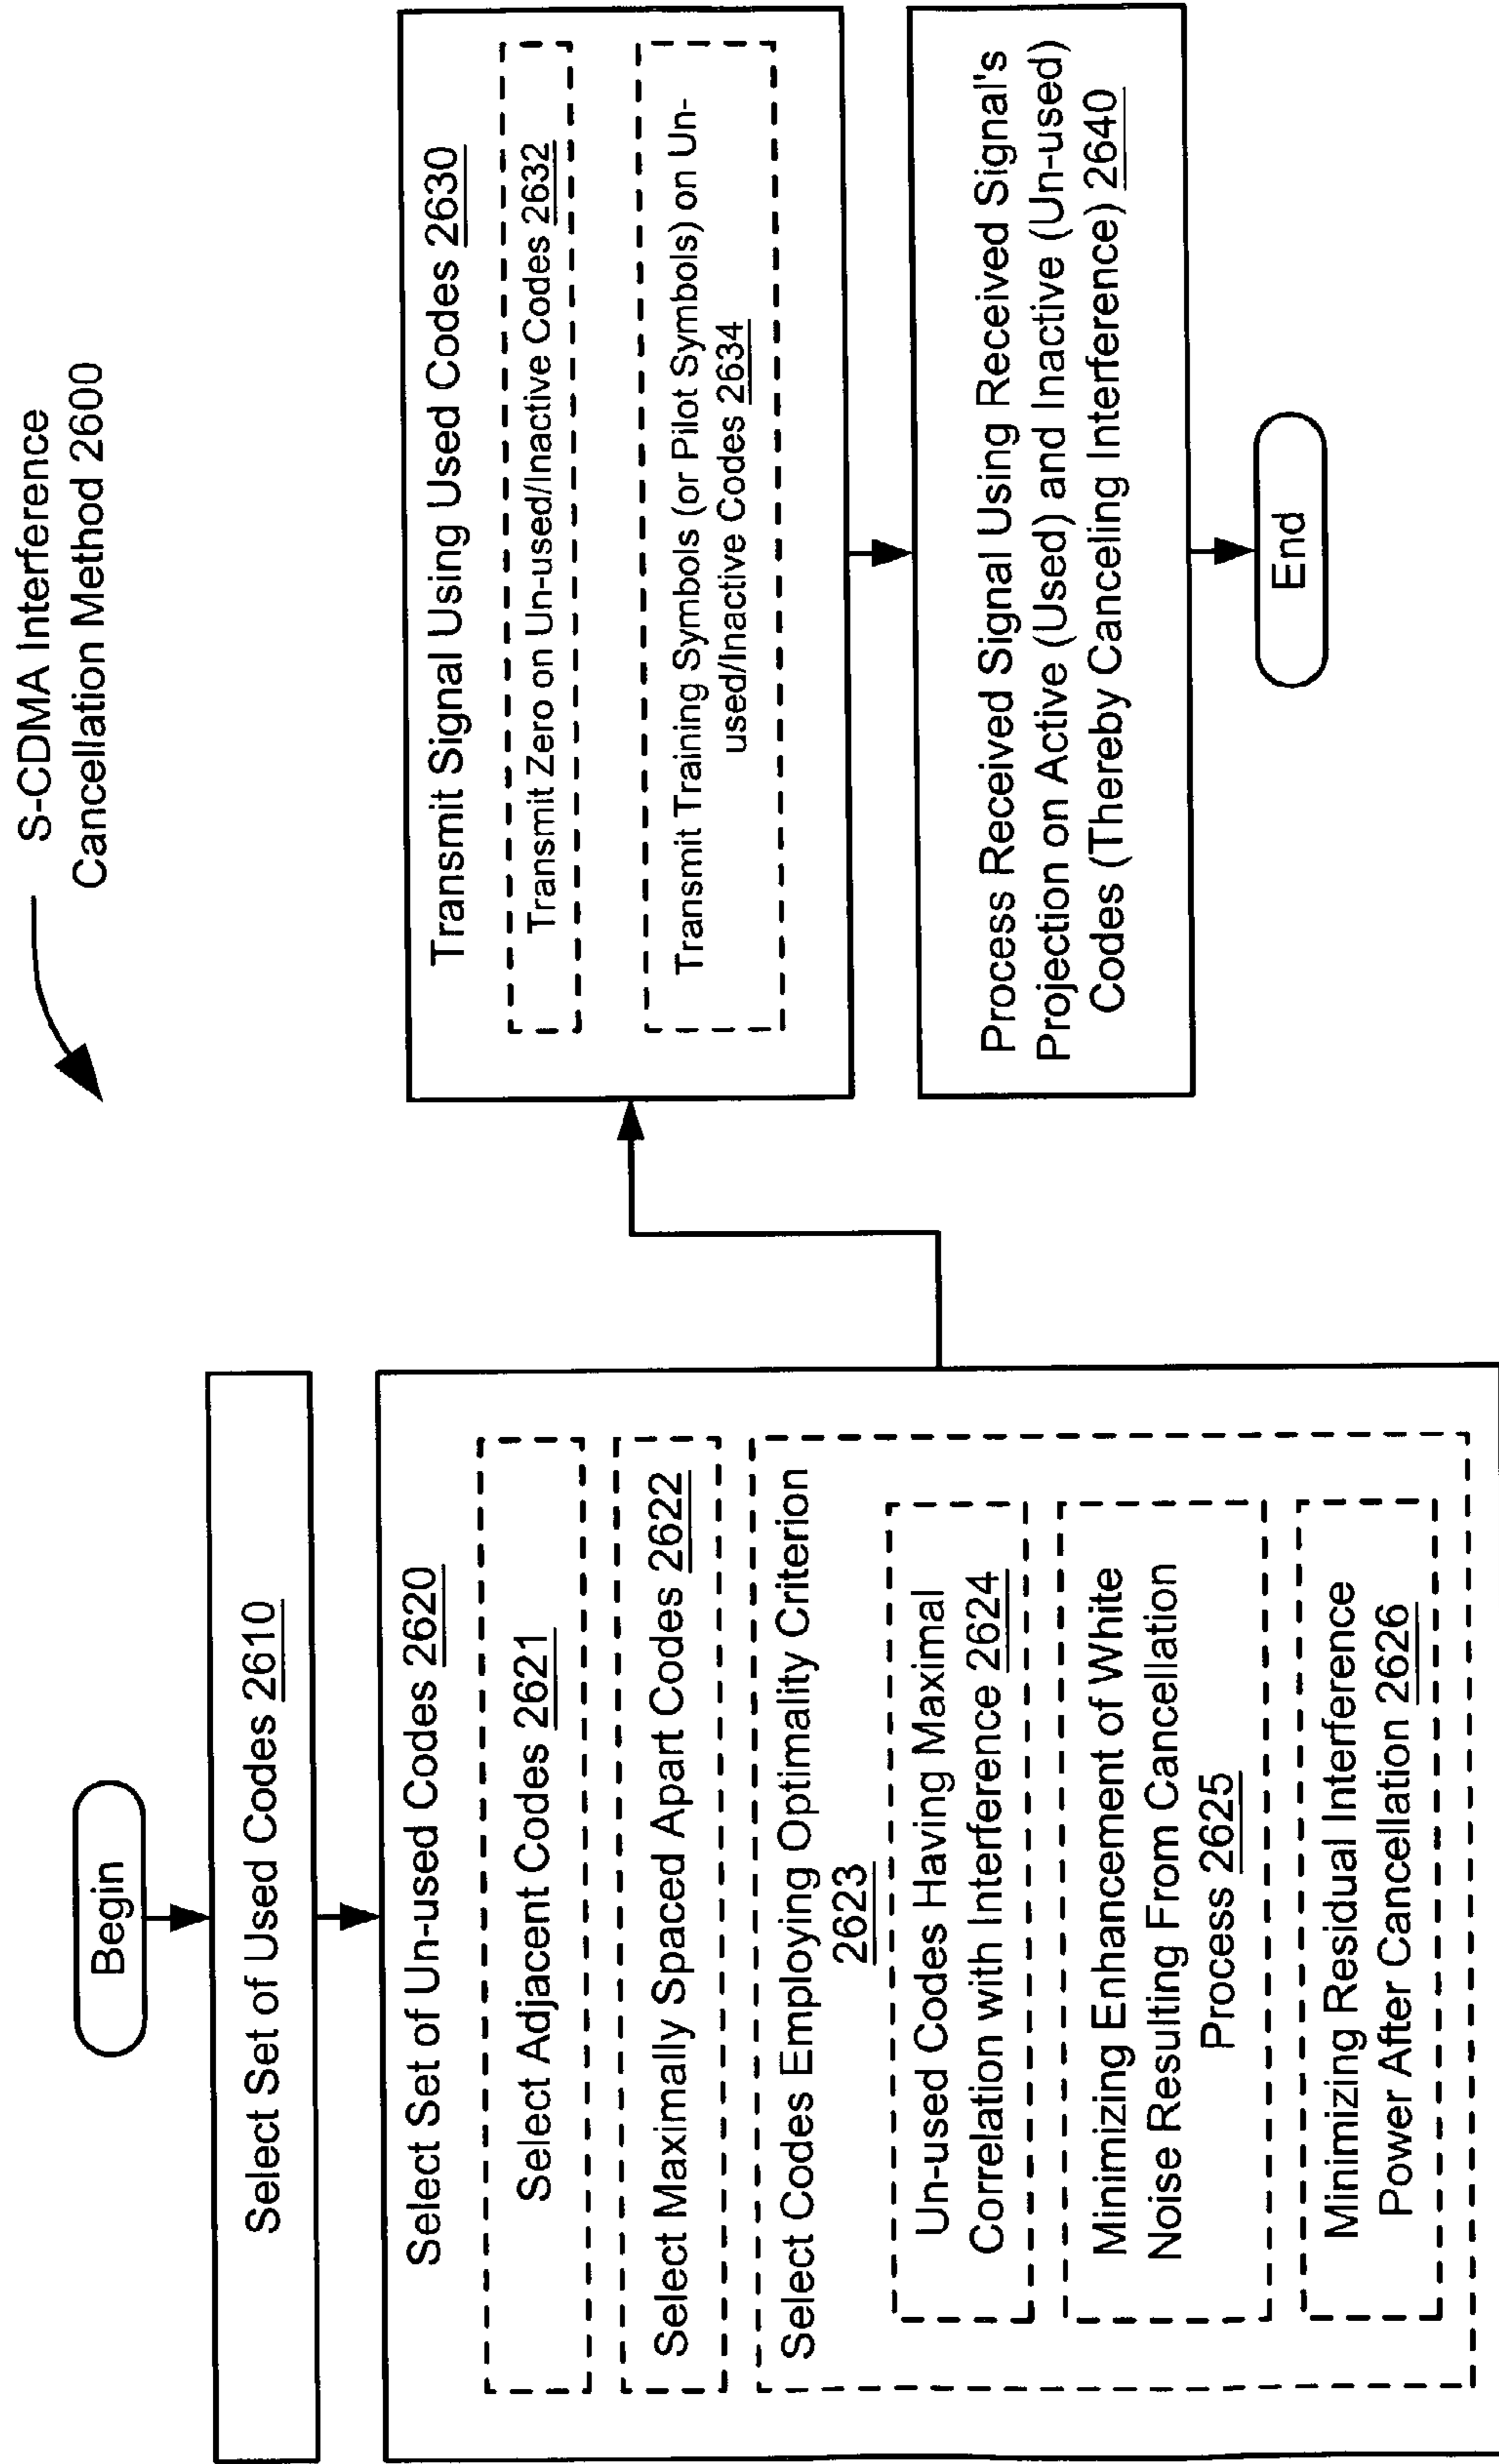 S-CDMA Interference
Cancellation Method 2600
Begin
Select Set of Used Codes 2610
Select Set of Un-used Codes 2620
Select Adjacent Codes 2621
Select Maximally Spaced Apart Codes 2622
Select Codes Employing Optimality Criterion
2623
Un-used Codes Having Maximal
Correlation with Interference 2624
Minimizing Enhancement of White
Noise Resulting From Cancellation
Process 2625
Minimizing Residual Interference
Power After Cancellation 2626
Transmit Signal Using Used Codes 2630
Transmit Zero on Un-used/Inactive Codes 2632
Transmit Training Symbols (or Pilot Symbols) on Un-
used/Inactive Codes 2634
Process Received Signal Using Received Signal's
Projection on Active (Used) and Inactive (Un-used)
Codes (Thereby Canceling Interference) 2640
End